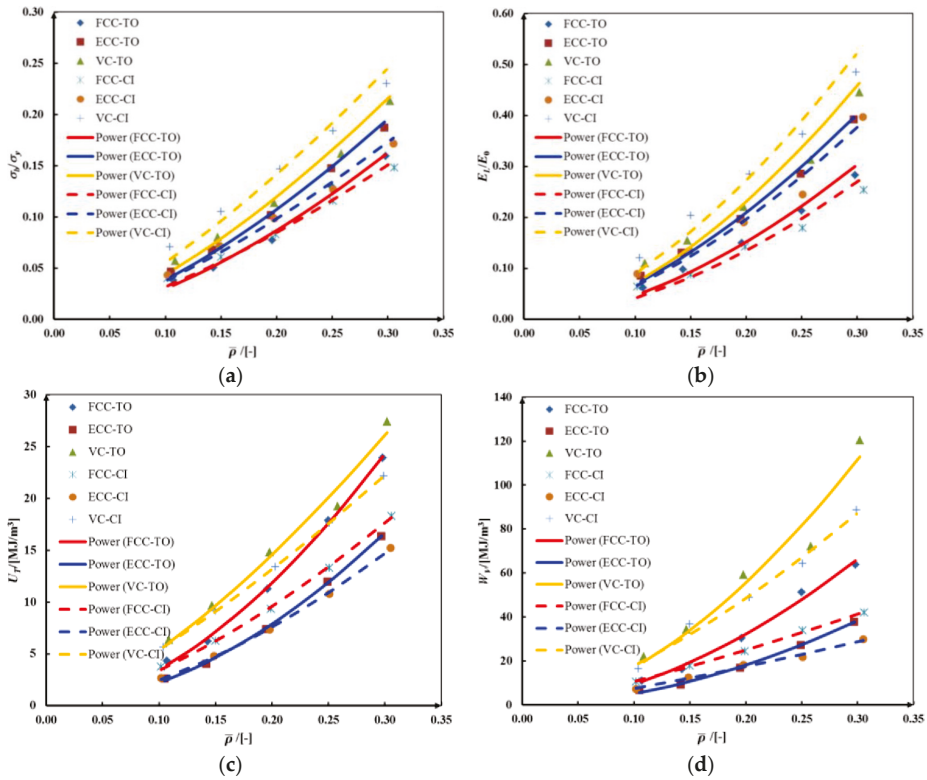 0.30
0.25
0.20
0.15
0.10
0.05
0.00
0.00 0.05 0.10 0.15 0.20 0.25 0.30 0.35
ρ̄ /[-]
FCC-TO
ECC-TO
VC-TO
FCC-CI
ECC-CI
VC-CI
Power (FCC-TO)
Power (ECC-TO)
Power (VC-TO)
Power (FCC-CI)
Power (ECC-CI)
Power (VC-CI)
(a)
E_L/E_0
0.60
0.50
0.40
0.30
0.20
0.10
0.00
0.00 0.05 0.10 0.15 0.20 0.25 0.30 0.35
ρ̄ /[-]
FCC-TO
ECC-TO
VC-TO
FCC-CI
ECC-CI
VC-CI
Power (FCC-TO)
Power (ECC-TO)
Power (VC-TO)
Power (FCC-CI)
Power (ECC-CI)
Power (VC-CI)
(b)
30
25
20
15
10
5
0
0.00 0.05 0.10 0.15 0.20 0.25 0.30 0.35
ρ̄ /[-]
FCC-TO
ECC-TO
VC-TO
FCC-CI
ECC-CI
VC-CI
Power (FCC-TO)
Power (ECC-TO)
Power (VC-TO)
Power (FCC-CI)
Power (ECC-CI)
Power (VC-CI)
(c)
140
120
100
80
60
40
20
0
0.00 0.05 0.10 0.15 0.20 0.25 0.30 0.35
ρ̄ /[-]
FCC-TO
ECC-TO
VC-TO
FCC-CI
ECC-CI
VC-CI
Power (FCC-TO)
Power (ECC-TO)
Power (VC-TO)
Power (FCC-CI)
Power (ECC-CI)
Power (VC-CI)
(d)